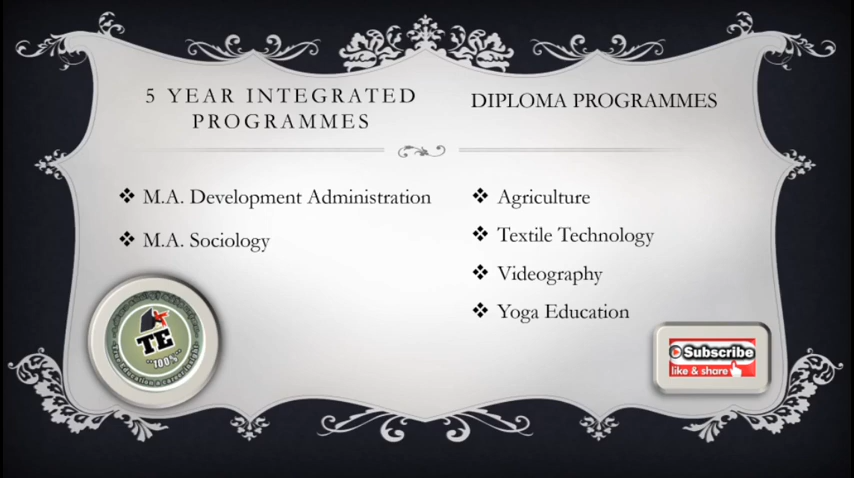 5 YEAR INTEGRATED
PROGRAMMES
M.A. Development Administration
M.A. Sociology
DIPLOMA PROGRAMMES
Agriculture
Textile Technology
Videography
Yoga Education
TE
"100%"
Subscribe
like & share